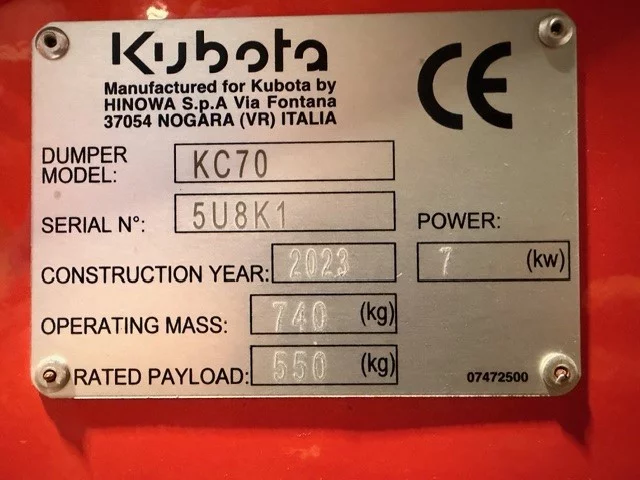 Kubota
Manufactured for Kubota by
HINOWA S.p.A Via Fontana
37054 NOGARA (VR) ITALIA
CE
DUMPER
MODEL: KC70
SERIAL N°: 5U8K1
POWER:
CONSTRUCTION YEAR: 2023
7 (kw)
OPERATING MASS: 740 (kg)
RATED PAYLOAD: 550 (kg)
07472500